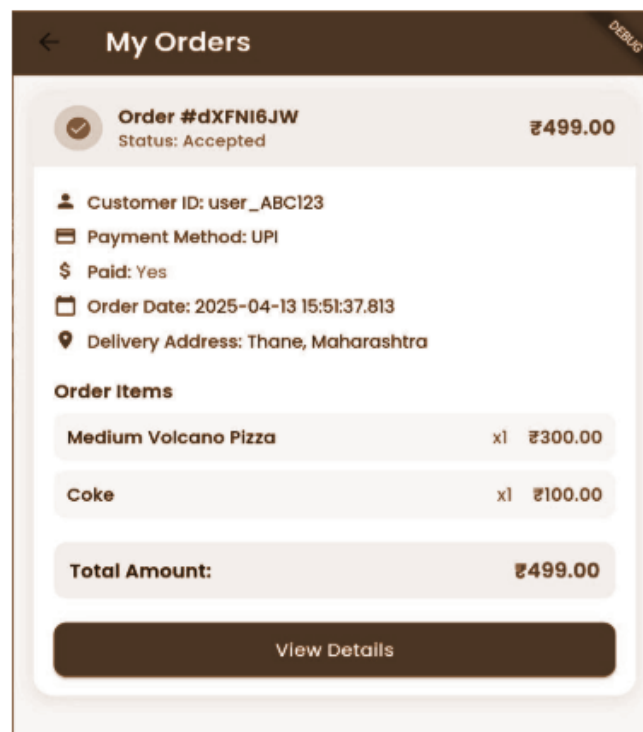 My Orders
DEBUG
Order #dXFNI6JW
Status: Accepted
₹499.00
Customer ID: user_ABC123
Payment Method: UPI
$ Paid: Yes
Order Date: 2025-04-13 15:51:37.813
Delivery Address: Thane, Maharashtra
Order Items
Medium Volcano Pizza x1 ₹300.00
Coke x1 ₹100.00
Total Amount: ₹499.00
View Details